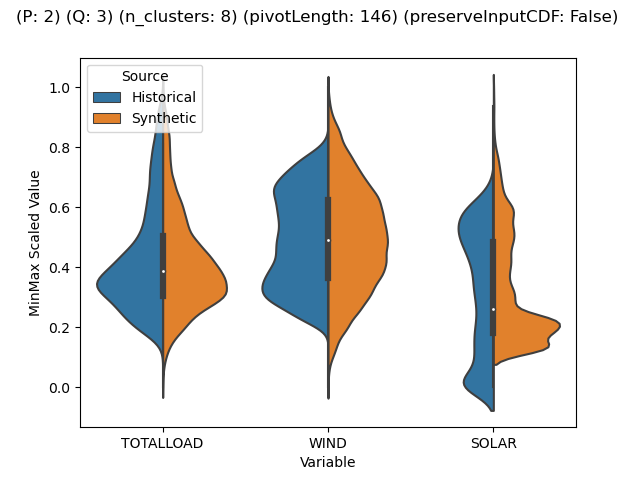 (P: 2) (Q: 3) (n_clusters: 8) (pivotLength: 146) (preserveInputCDF: False)
Source
Historical
Synthetic
1.0
0.8
0.6
0.4
0.2
0.0
MinMax Scaled Value
TOTALLOAD WIND SOLAR
Variable